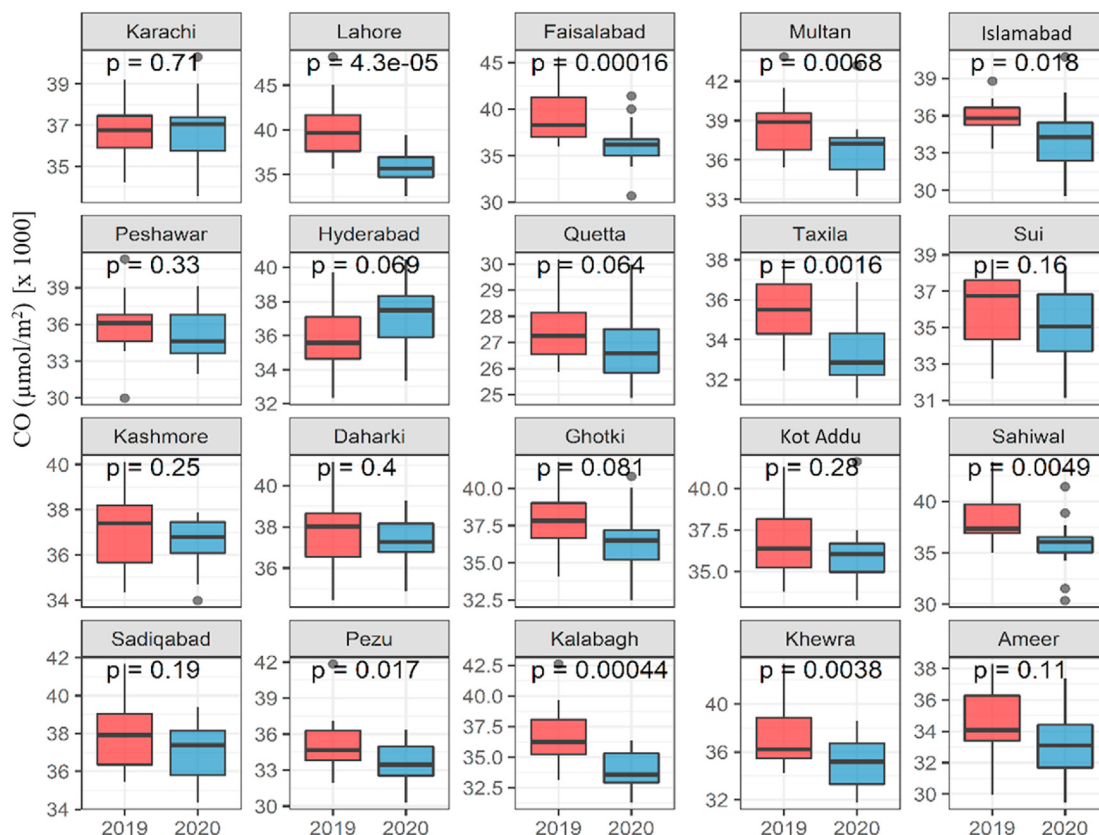 Karachi
Lahore
Faisalabad
Multan
Islamabad
p = 0.71
p = 4.3e-05
p = 0.00016
p = 0.0068
p = 0.018
39
37
35
45
40
35
45
40
35
30
42
39
36
33
39
36
33
30
Peshawar
Hyderabad
Quetta
Taxila
Sui
p = 0.33
p = 0.069
p = 0.064
p = 0.0016
p = 0.16
39
36
33
30
40
38
36
34
32
30
29
28
27
26
25
38
36
34
32
39
37
35
33
31
CO (µmol/m²) [x 1000]
Kashmore
Daharki
Ghotki
Kot Addu
Sahiwal
p = 0.25
p = 0.4
p = 0.081
p = 0.28
p = 0.0049
40
38
36
34
40
38
36
40.0
37.5
35.0
32.5
40.0
37.5
35.0
40
35
30
Sadiqabad
Pezu
Kalabagh
Khewra
Ameer
p = 0.19
p = 0.017
p = 0.00044
p = 0.0038
p = 0.11
42
40
38
36
34
42
39
36
33
30
42.5
40.0
37.5
35.0
32.5
40
36
32
38
36
34
32
30
2019 2020
2019 2020
2019 2020
2019 2020
2019 2020